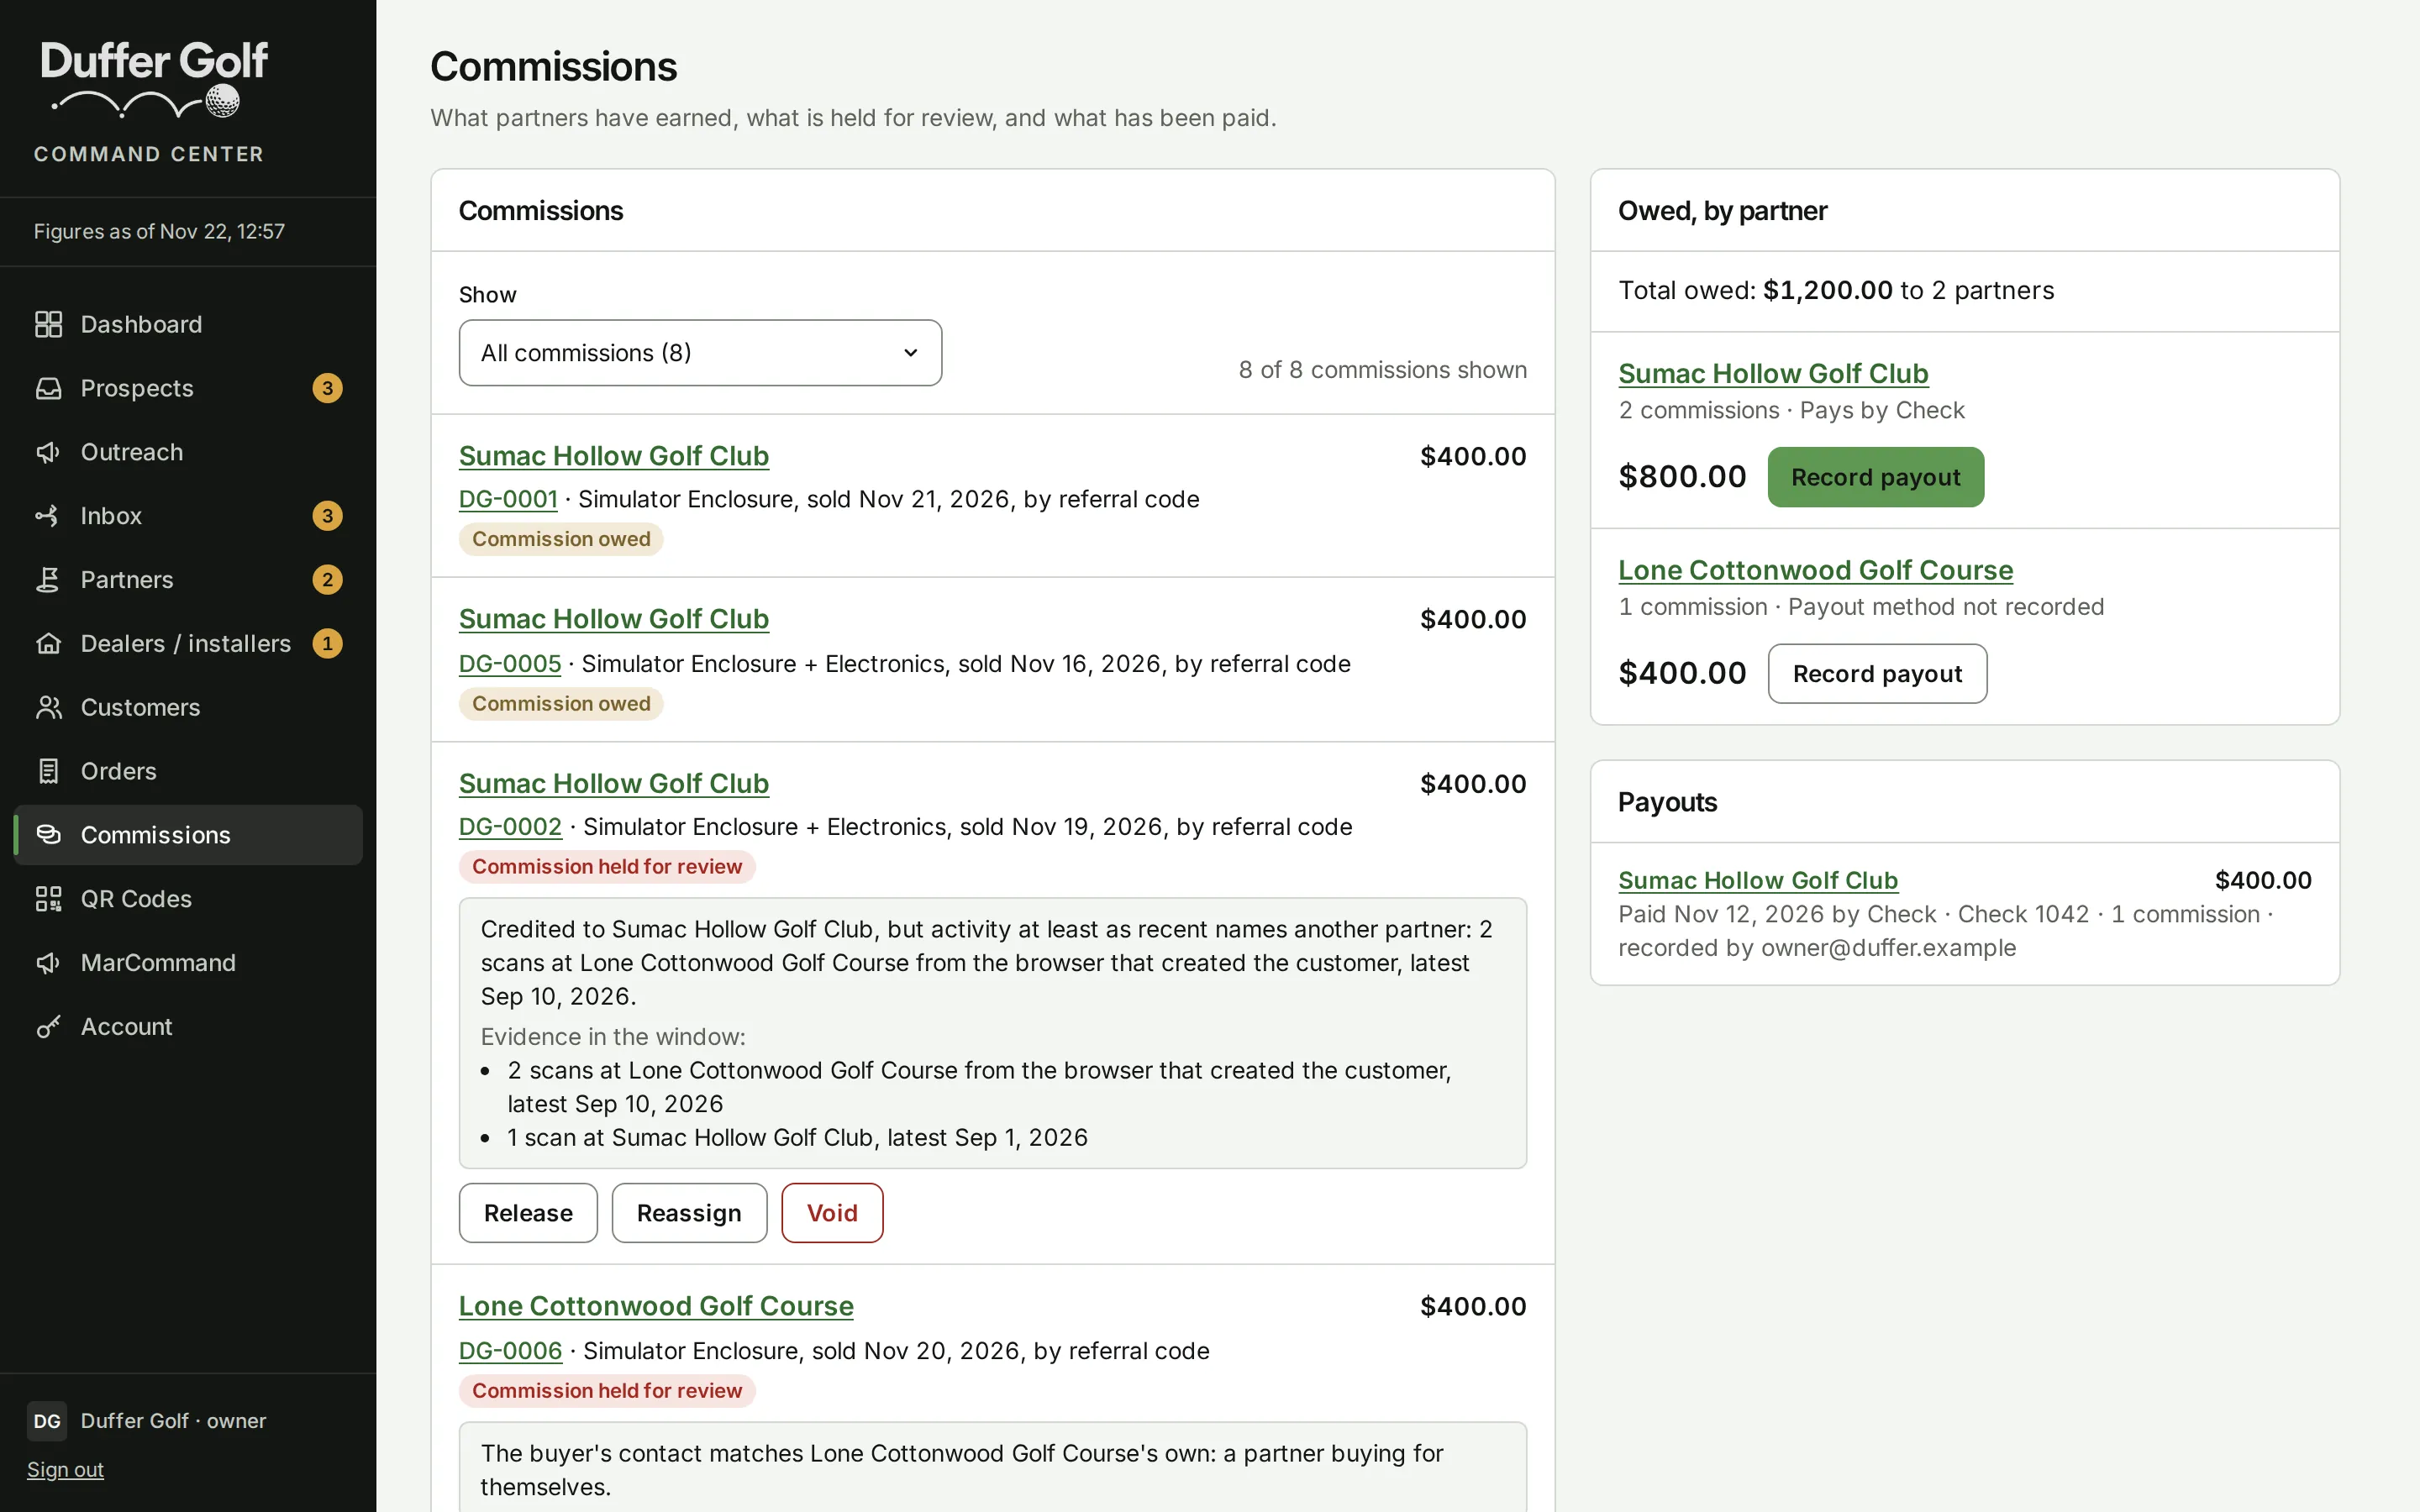 Duffer Golf
COMMAND CENTER
Figures as of Nov 22, 12:57
Dashboard
Prospects 3
Outreach
Inbox 3
Partners 2
Dealers / installers 1
Customers
Orders
Commissions
QR Codes
MarCommand
Account
DG Duffer Golf · owner
Sign out
Commissions
What partners have earned, what is held for review, and what has been paid.
Commissions
Show
All commissions (8)
8 of 8 commissions shown
Sumac Hollow Golf Club $400.00
DG-0001 · Simulator Enclosure, sold Nov 21, 2026, by referral code
Commission owed
Sumac Hollow Golf Club $400.00
DG-0005 · Simulator Enclosure + Electronics, sold Nov 16, 2026, by referral code
Commission owed
Sumac Hollow Golf Club $400.00
DG-0002 · Simulator Enclosure + Electronics, sold Nov 19, 2026, by referral code
Commission held for review
Credited to Sumac Hollow Golf Club, but activity at least as recent names another partner: 2
scans at Lone Cottonwood Golf Course from the browser that created the customer, latest
Sep 10, 2026.
Evidence in the window:
• 2 scans at Lone Cottonwood Golf Course from the browser that created the customer,
latest Sep 10, 2026
• 1 scan at Sumac Hollow Golf Club, latest Sep 1, 2026
Release Reassign Void
Lone Cottonwood Golf Course $400.00
DG-0006 · Simulator Enclosure, sold Nov 20, 2026, by referral code
Commission held for review
The buyer's contact matches Lone Cottonwood Golf Course's own: a partner buying for
themselves.
Owed, by partner
Total owed: $1,200.00 to 2 partners
Sumac Hollow Golf Club
2 commissions · Pays by Check
$800.00 Record payout
Lone Cottonwood Golf Course
1 commission · Payout method not recorded
$400.00 Record payout
Payouts
Sumac Hollow Golf Club $400.00
Paid Nov 12, 2026 by Check · Check 1042 · 1 commission ·
recorded by owner@duffer.example